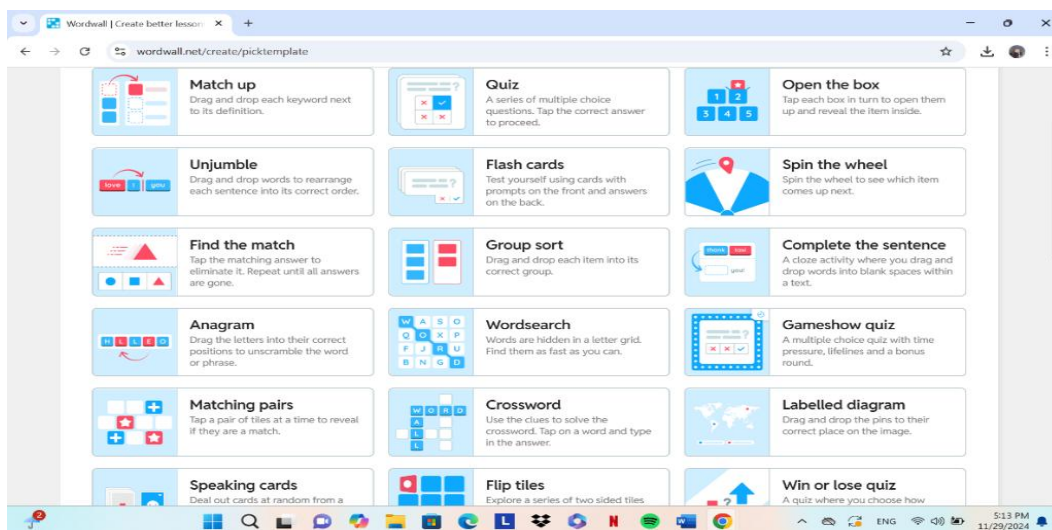 Wordwall | Create better lesson
wordwall.net/create/picktemplate
Match up
Drag and drop each keyword next
to its definition.
Quiz
A series of multiple choice
questions. Tap the correct answer
to proceed.
Open the box
Tap each box in turn to open them
up and reveal the item inside.
1 2
3 4 5
Unjumble
Drag and drop words to rearrange
each sentence into its correct order.
love I you
Flash cards
Test yourself using cards with
prompts on the front and answers
on the back.
Spin the wheel
Spin the wheel to see which item
comes up next.
Find the match
Tap the matching answer to
eliminate it. Repeat until all answers
are gone.
Group sort
Drag and drop each item into its
correct group.
Complete the sentence
A cloze activity where you drag and
drop words into blank spaces within
a text.
thank
you!
Anagram
Drag the letters into their correct
positions to unscramble the word
or phrase.
H L L E O
Wordsearch
Words are hidden in a letter grid.
Find them as fast as you can.
W A S O
Q O X P
F J R U
B N G D
Gameshow quiz
A multiple choice quiz with time
pressure, lifelines and a bonus
round.
Matching pairs
Tap a pair of tiles at a time to reveal
if they are a match.
Crossword
Use the clues to solve the
crossword. Tap on a word and type
in the answer.
W O R D
A
L
L
Labelled diagram
Drag and drop the pins to their
correct place on the image.
Speaking cards
Deal out cards at random from a
Flip tiles
Explore a series of two sided tiles
Win or lose quiz
A quiz where you choose how
2
ENG
5:13 PM
11/29/2024